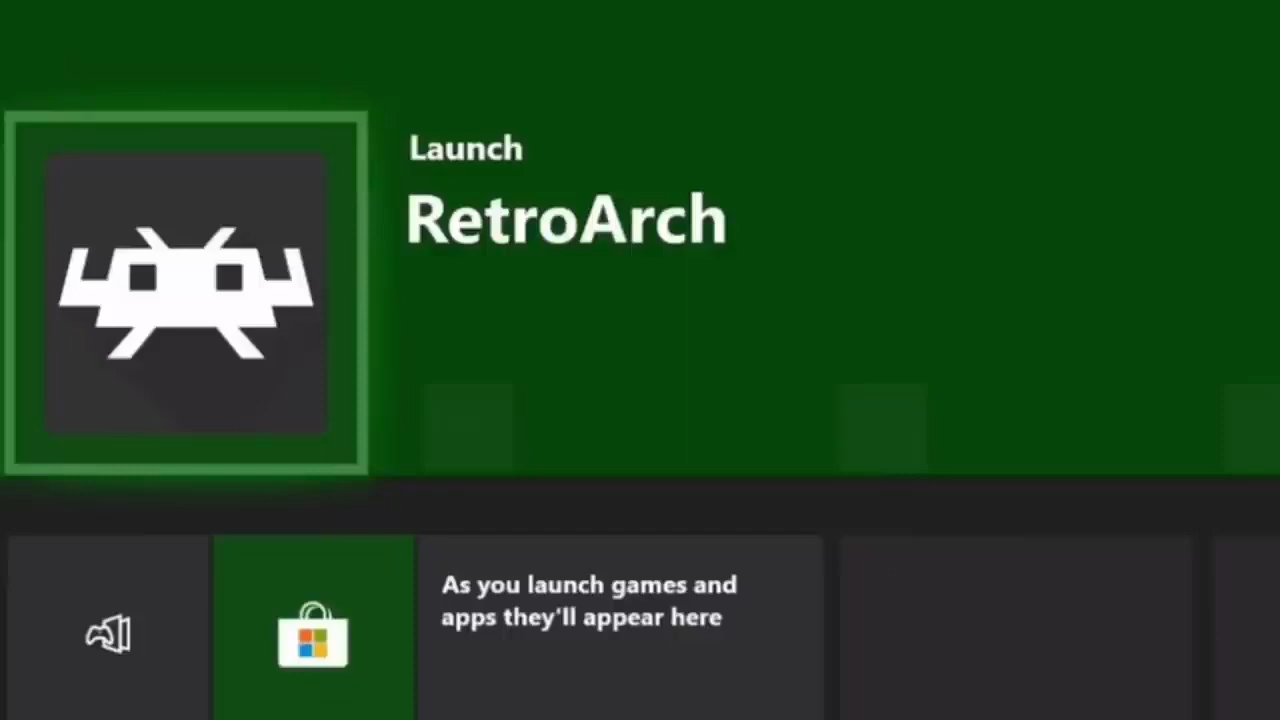 Launch
RetroArch
As you launch games and
apps they'll appear here